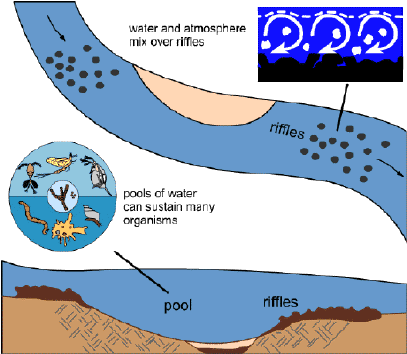 water and atmosphere
mix over riffles
riffles
pools of water
can sustain many
organisms
pool
riffles